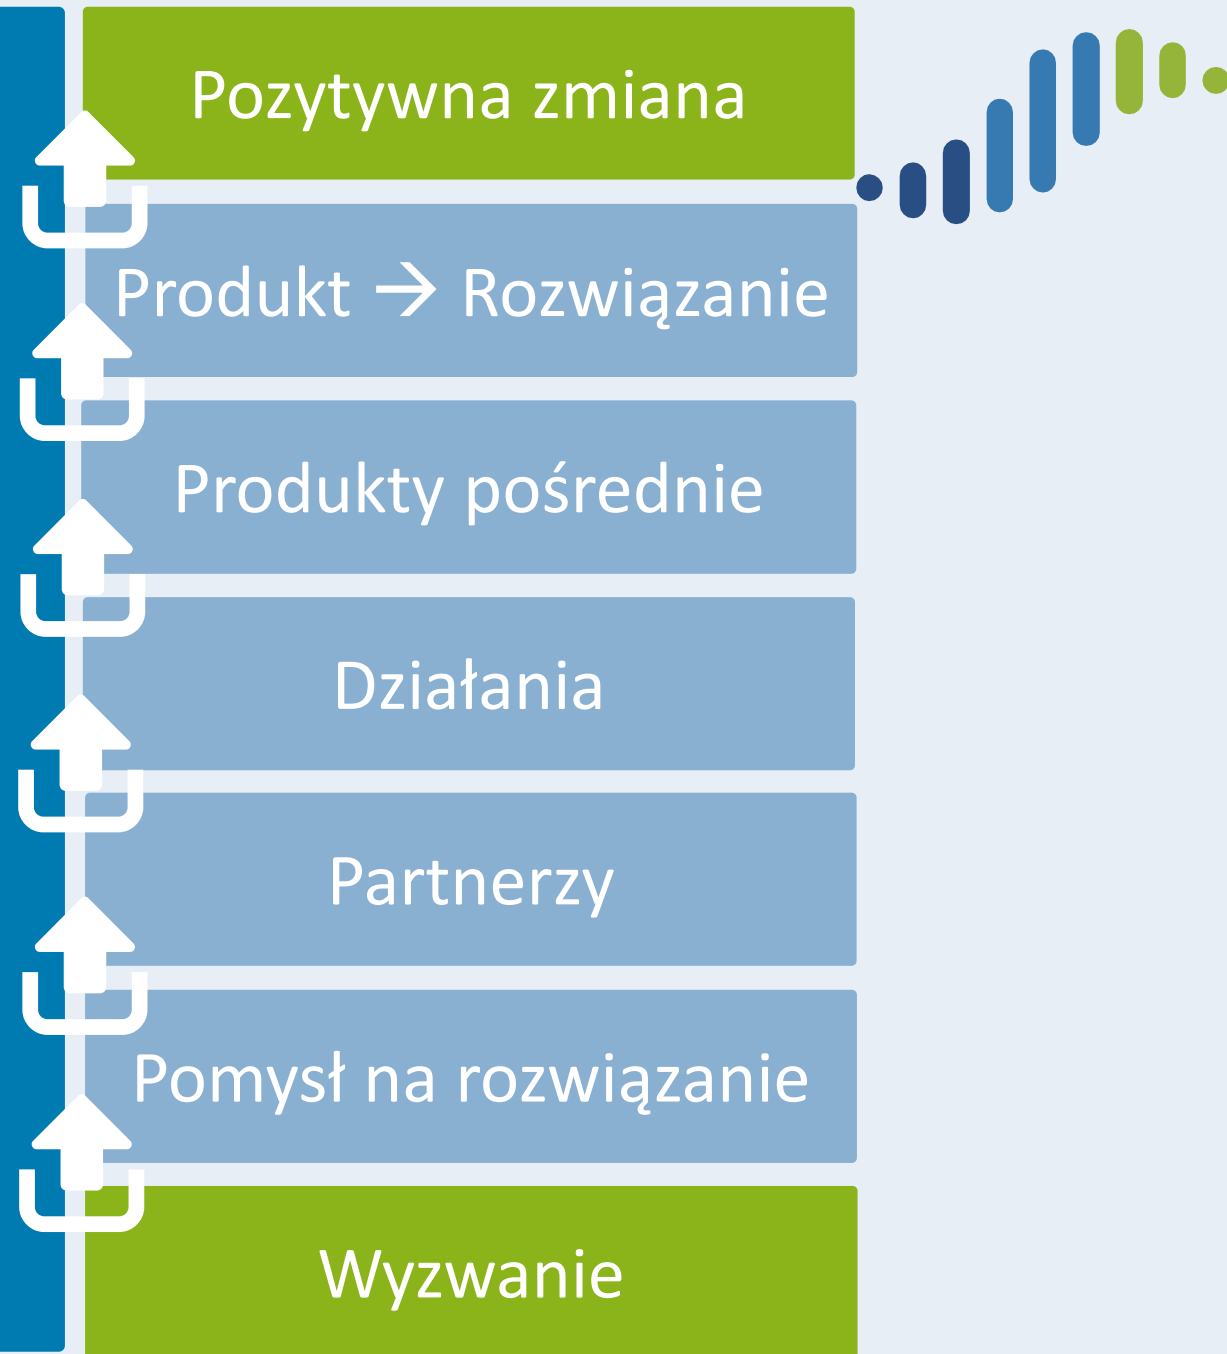 Pozytywna zmiana
Produkt → Rozwiązanie
Produkty pośrednie
Działania
Partnerzy
Pomysł na rozwiązanie
Wyzwanie